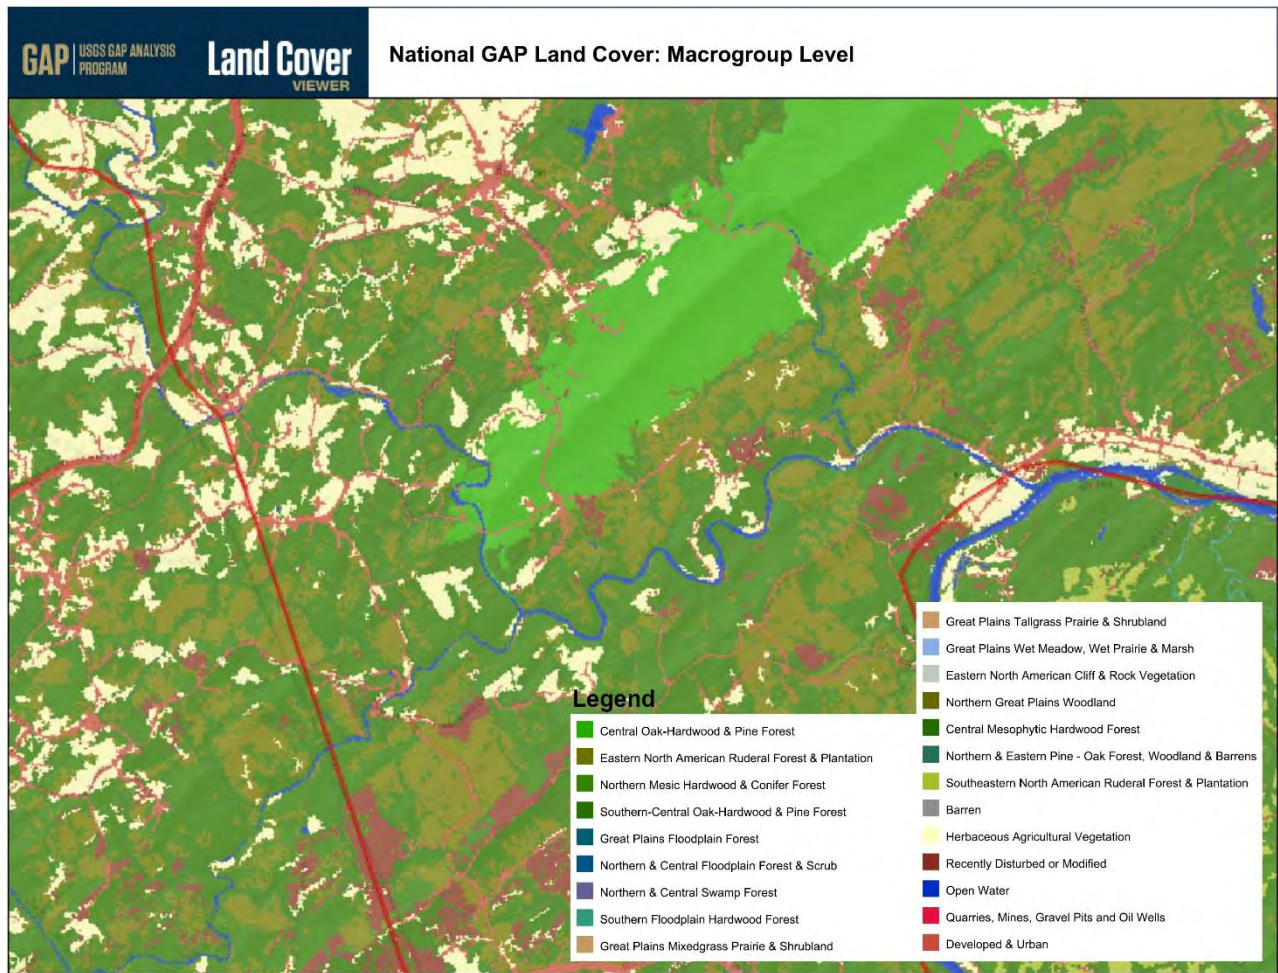 GAP
USGS GAP ANALYSIS
PROGRAM
Land Cover
VIEWER
National GAP Land Cover: Macrogroup Level
Legend
Central Oak-Hardwood & Pine Forest
Eastern North American Ruderal Forest & Plantation
Northern Mesic Hardwood & Conifer Forest
Southern-Central Oak-Hardwood & Pine Forest
Great Plains Floodplain Forest
Northern & Central Floodplain Forest & Scrub
Northern & Central Swamp Forest
Southern Floodplain Hardwood Forest
Great Plains Mixedgrass Prairie & Shrubland
Great Plains Tallgrass Prairie & Shrubland
Great Plains Wet Meadow, Wet Prairie & Marsh
Eastern North American Cliff & Rock Vegetation
Northern Great Plains Woodland
Central Mesophytic Hardwood Forest
Northern & Eastern Pine - Oak Forest, Woodland & Barrens
Southeastern North American Ruderal Forest & Plantation
Barren
Herbaceous Agricultural Vegetation
Recently Disturbed or Modified
Open Water
Quarries, Mines, Gravel Pits and Oil Wells
Developed & Urban